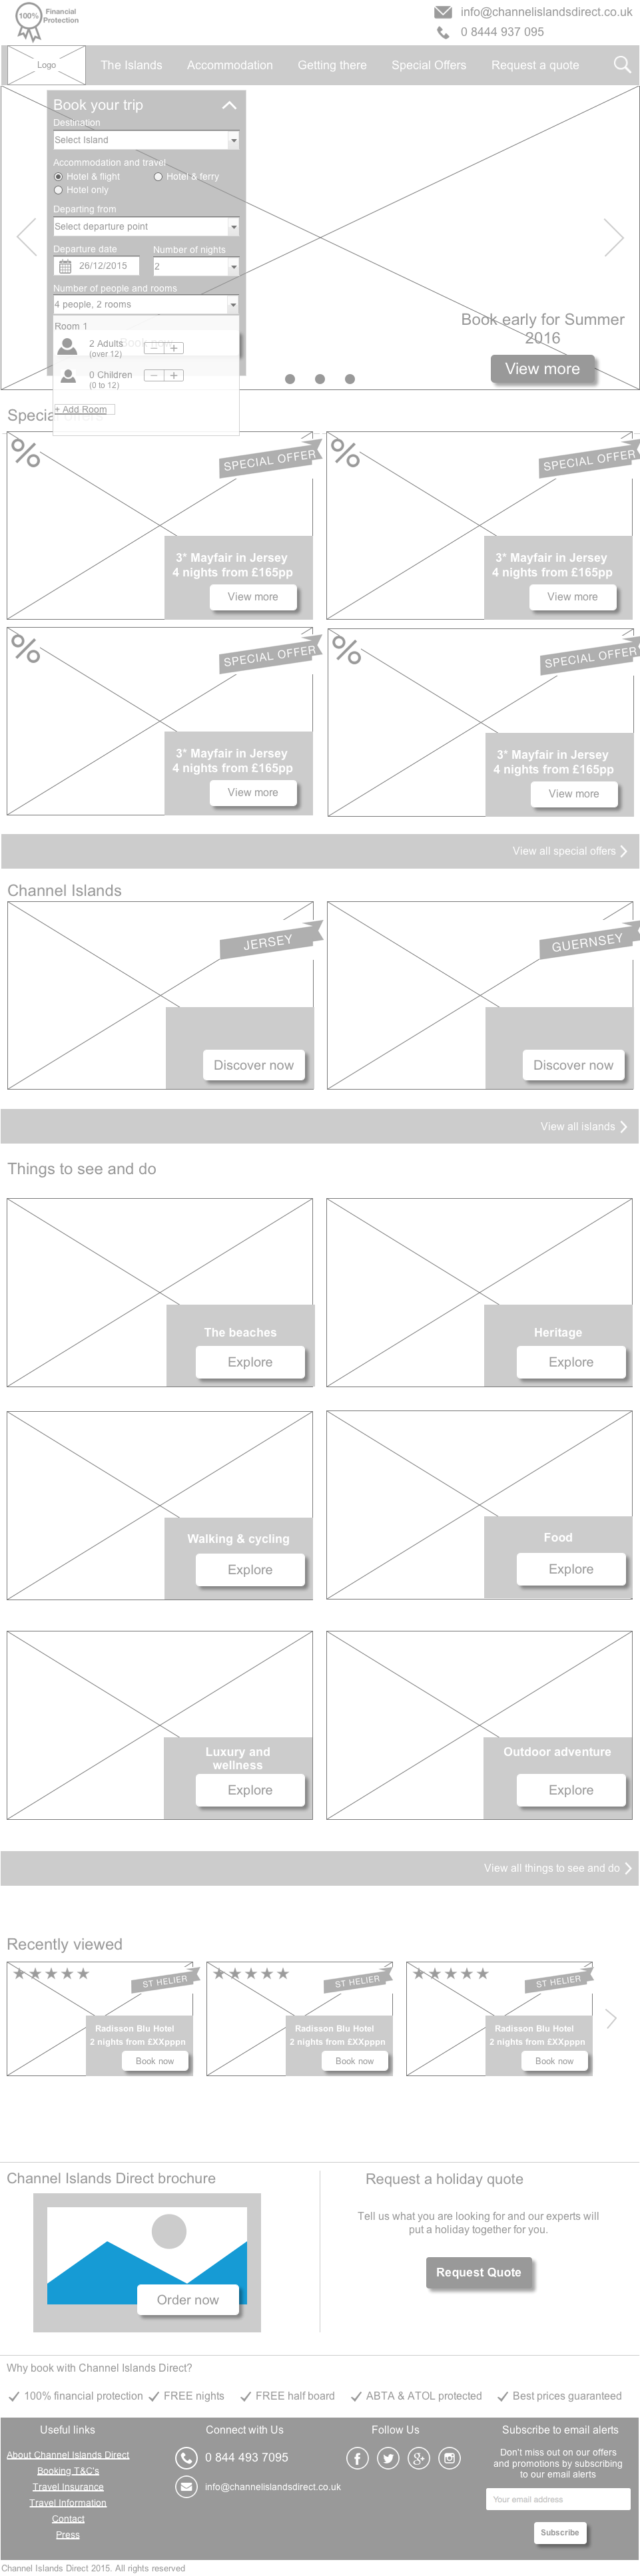 100% Financial
Protection
info@channelislandsdirect.co.uk
0 8444 937 095
Logo The Islands Accommodation Getting there Special Offers Request a quote
Book your trip
Destination
Select Island
Accommodation and travel
Hotel & flight Hotel & ferry
Hotel only
Departing from
Select departure point
Departure date Number of nights
26/12/2015 2
Number of people and rooms
4 people, 2 rooms
Room 1
2 Adults
(over 12)
0 Children
(0 to 12)
+ Add Room
Book early for Summer
2016
View more
SPECIAL OFFER
3* Mayfair in Jersey
4 nights from £165pp
View more
SPECIAL OFFER
3* Mayfair in Jersey
4 nights from £165pp
View more
SPECIAL OFFER
3* Mayfair in Jersey
4 nights from £165pp
View more
SPECIAL OFFER
3* Mayfair in Jersey
4 nights from £165pp
View more
View all special offers
Channel Islands
JERSEY
Discover now
GUERNSEY
Discover now
View all islands
Things to see and do
The beaches
Explore
Heritage
Explore
Walking & cycling
Explore
Food
Explore
Luxury and
wellness
Explore
Outdoor adventure
Explore
View all things to see and do
Recently viewed
ST HELIER
Radisson Blu Hotel
2 nights from £XXpppn
Book now
ST HELIER
Radisson Blu Hotel
2 nights from £XXpppn
Book now
ST HELIER
Radisson Blu Hotel
2 nights from £XXpppn
Book now
Channel Islands Direct brochure
Order now
Request a holiday quote
Tell us what you are looking for and our experts will
put a holiday together for you.
Request Quote
Why book with Channel Islands Direct?
100% financial protection FREE nights FREE half board ABTA & ATOL protected Best prices guaranteed
Useful links
About Channel Islands Direct
Booking T&C's
Travel Insurance
Travel Information
Contact
Press
Connect with Us
0 844 493 7095
info@channelislandsdirect.co.uk
Follow Us
Subscribe to email alerts
Don't miss out on our offers
and promotions by subscribing
to our email alerts
Your email address
Subscribe
Channel Islands Direct 2015. All rights reserved